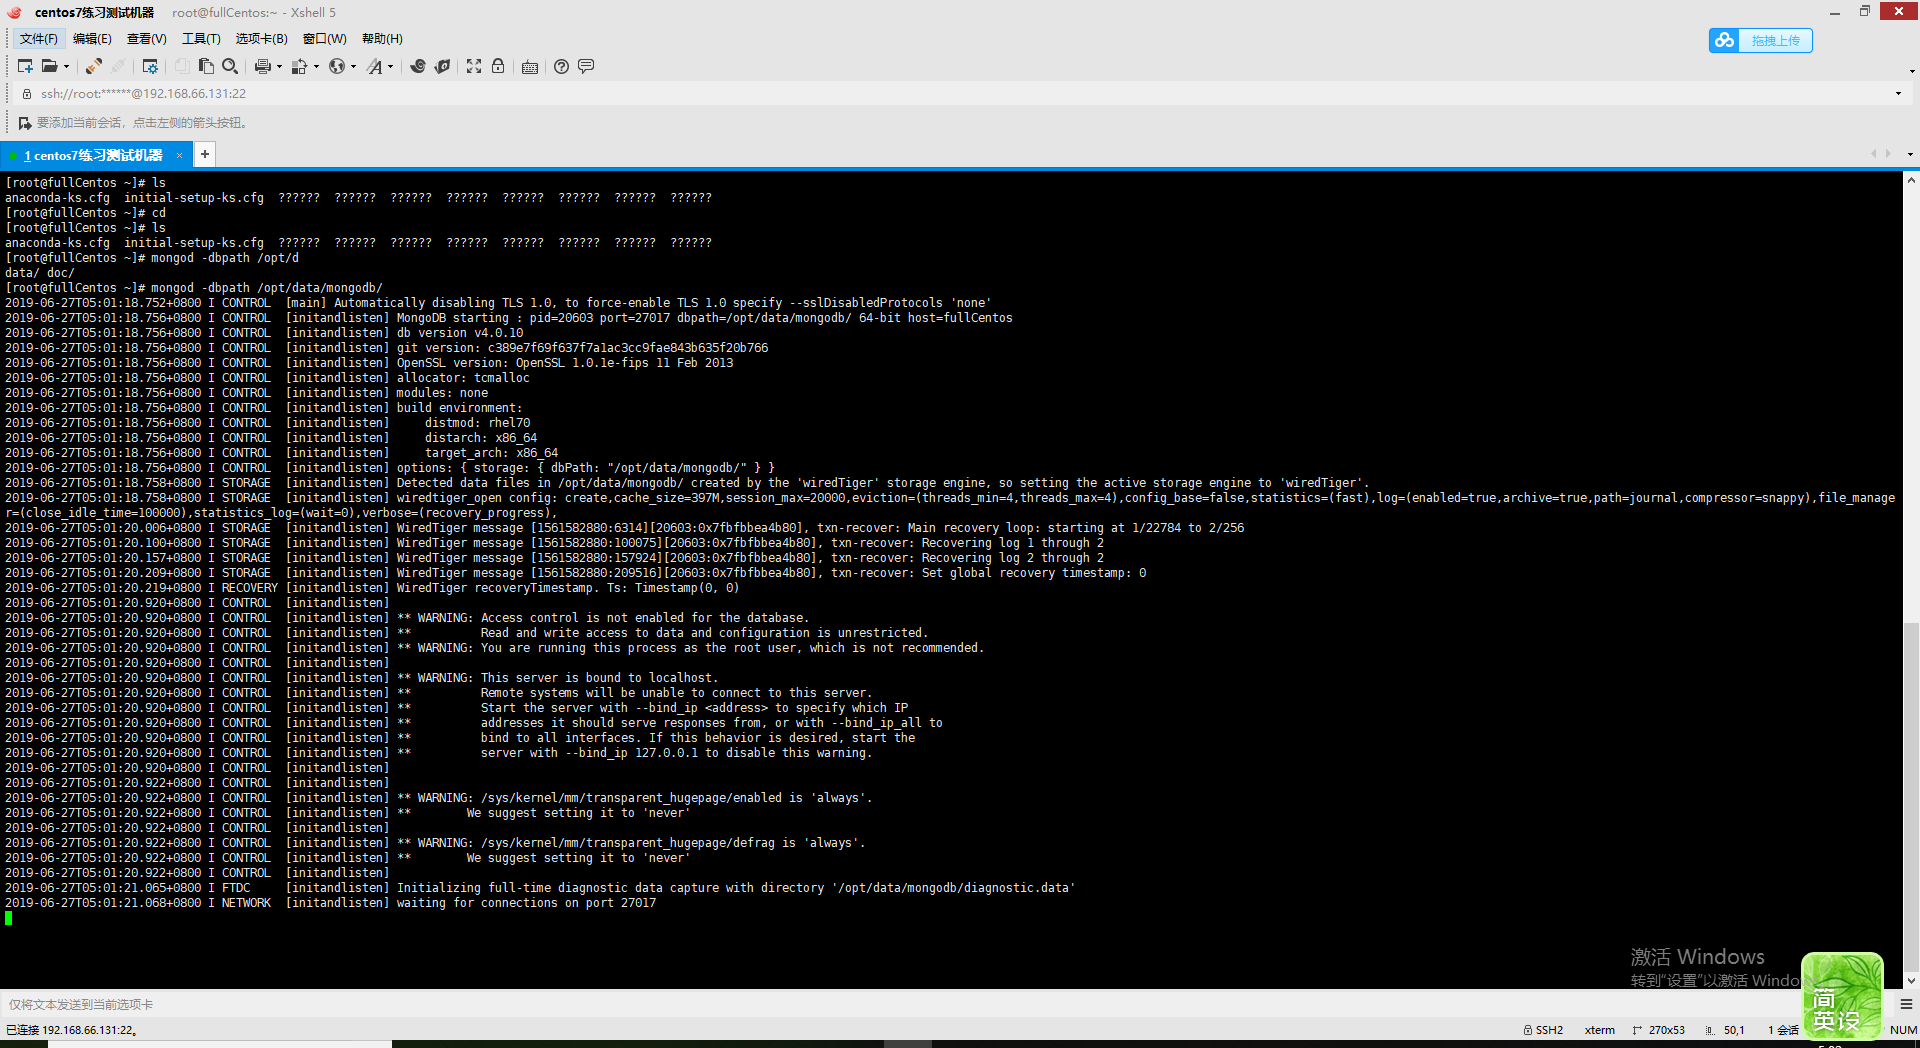 centos7练习测试机器 root@fullCentos:~ - Xshell 5
文件(F) 编辑(E) 查看(V) 工具(T) 选项卡(B) 窗口(W) 帮助(H)
拖拽上传
ssh://root:******@192.168.66.131:22
要添加当前会话，点击左侧的箭头按钮。
1 centos7练习测试机器 × +
[root@fullCentos ~]# ls
anaconda-ks.cfg  initial-setup-ks.cfg  ??????  ??????  ??????  ??????  ??????  ??????  ??????  ??????
[root@fullCentos ~]# cd
[root@fullCentos ~]# ls
anaconda-ks.cfg  initial-setup-ks.cfg  ??????  ??????  ??????  ??????  ??????  ??????  ??????  ??????
[root@fullCentos ~]# mongod -dbpath /opt/d
data/ doc/
[root@fullCentos ~]# mongod -dbpath /opt/data/mongodb/
2019-06-27T05:01:18.752+0800 I CONTROL  [main] Automatically disabling TLS 1.0, to force-enable TLS 1.0 specify --sslDisabledProtocols 'none'
2019-06-27T05:01:18.756+0800 I CONTROL  [initandlisten] MongoDB starting : pid=20603 port=27017 dbpath=/opt/data/mongodb/ 64-bit host=fullCentos
2019-06-27T05:01:18.756+0800 I CONTROL  [initandlisten] db version v4.0.10
2019-06-27T05:01:18.756+0800 I CONTROL  [initandlisten] git version: c389e7f69f637f7a1ac3cc9fae843b635f20b766
2019-06-27T05:01:18.756+0800 I CONTROL  [initandlisten] OpenSSL version: OpenSSL 1.0.1e-fips 11 Feb 2013
2019-06-27T05:01:18.756+0800 I CONTROL  [initandlisten] allocator: tcmalloc
2019-06-27T05:01:18.756+0800 I CONTROL  [initandlisten] modules: none
2019-06-27T05:01:18.756+0800 I CONTROL  [initandlisten] build environment:
2019-06-27T05:01:18.756+0800 I CONTROL  [initandlisten]     distmod: rhel70
2019-06-27T05:01:18.756+0800 I CONTROL  [initandlisten]     distarch: x86_64
2019-06-27T05:01:18.756+0800 I CONTROL  [initandlisten]     target_arch: x86_64
2019-06-27T05:01:18.756+0800 I CONTROL  [initandlisten] options: { storage: { dbPath: "/opt/data/mongodb/" } }
2019-06-27T05:01:18.758+0800 I STORAGE  [initandlisten] Detected data files in /opt/data/mongodb/ created by the 'wiredTiger' storage engine, so setting the active storage engine to 'wiredTiger'.
2019-06-27T05:01:18.758+0800 I STORAGE  [initandlisten] wiredtiger_open config: create,cache_size=397M,session_max=20000,eviction=(threads_min=4,threads_max=4),config_base=false,statistics=(fast),log=(enabled=true,archive=true,path=journal,compressor=snappy),file_manage
r=(close_idle_time=100000),statistics_log=(wait=0),verbose=(recovery_progress),
2019-06-27T05:01:20.006+0800 I STORAGE  [initandlisten] WiredTiger message [1561582880:6314][20603:0x7fbfbbea4b80], txn-recover: Main recovery loop: starting at 1/22784 to 2/256
2019-06-27T05:01:20.100+0800 I STORAGE  [initandlisten] WiredTiger message [1561582880:100075][20603:0x7fbfbbea4b80], txn-recover: Recovering log 1 through 2
2019-06-27T05:01:20.157+0800 I STORAGE  [initandlisten] WiredTiger message [1561582880:157924][20603:0x7fbfbbea4b80], txn-recover: Recovering log 2 through 2
2019-06-27T05:01:20.209+0800 I STORAGE  [initandlisten] WiredTiger message [1561582880:209516][20603:0x7fbfbbea4b80], txn-recover: Set global recovery timestamp: 0
2019-06-27T05:01:20.219+0800 I RECOVERY [initandlisten] WiredTiger recoveryTimestamp. Ts: Timestamp(0, 0)
2019-06-27T05:01:20.920+0800 I CONTROL  [initandlisten]
2019-06-27T05:01:20.920+0800 I CONTROL  [initandlisten] ** WARNING: Access control is not enabled for the database.
2019-06-27T05:01:20.920+0800 I CONTROL  [initandlisten] **          Read and write access to data and configuration is unrestricted.
2019-06-27T05:01:20.920+0800 I CONTROL  [initandlisten] ** WARNING: You are running this process as the root user, which is not recommended.
2019-06-27T05:01:20.920+0800 I CONTROL  [initandlisten]
2019-06-27T05:01:20.920+0800 I CONTROL  [initandlisten] ** WARNING: This server is bound to localhost.
2019-06-27T05:01:20.920+0800 I CONTROL  [initandlisten] **          Remote systems will be unable to connect to this server.
2019-06-27T05:01:20.920+0800 I CONTROL  [initandlisten] **          Start the server with --bind_ip <address> to specify which IP
2019-06-27T05:01:20.920+0800 I CONTROL  [initandlisten] **          addresses it should serve responses from, or with --bind_ip_all to
2019-06-27T05:01:20.920+0800 I CONTROL  [initandlisten] **          bind to all interfaces. If this behavior is desired, start the
2019-06-27T05:01:20.920+0800 I CONTROL  [initandlisten] **          server with --bind_ip 127.0.0.1 to disable this warning.
2019-06-27T05:01:20.920+0800 I CONTROL  [initandlisten]
2019-06-27T05:01:20.922+0800 I CONTROL  [initandlisten]
2019-06-27T05:01:20.922+0800 I CONTROL  [initandlisten] ** WARNING: /sys/kernel/mm/transparent_hugepage/enabled is 'always'.
2019-06-27T05:01:20.922+0800 I CONTROL  [initandlisten] **        We suggest setting it to 'never'
2019-06-27T05:01:20.922+0800 I CONTROL  [initandlisten]
2019-06-27T05:01:20.922+0800 I CONTROL  [initandlisten] ** WARNING: /sys/kernel/mm/transparent_hugepage/defrag is 'always'.
2019-06-27T05:01:20.922+0800 I CONTROL  [initandlisten] **        We suggest setting it to 'never'
2019-06-27T05:01:20.922+0800 I CONTROL  [initandlisten]
2019-06-27T05:01:21.065+0800 I FTDC     [initandlisten] Initializing full-time diagnostic data capture with directory '/opt/data/mongodb/diagnostic.data'
2019-06-27T05:01:21.068+0800 I NETWORK  [initandlisten] waiting for connections on port 27017
激活 Windows
转到"设置"以激活 Windo
简
英 设
仅将文本发送到当前选项卡
已连接 192.168.66.131:22。 SSH2 xterm 270x53 50,1 1 会话 NUM